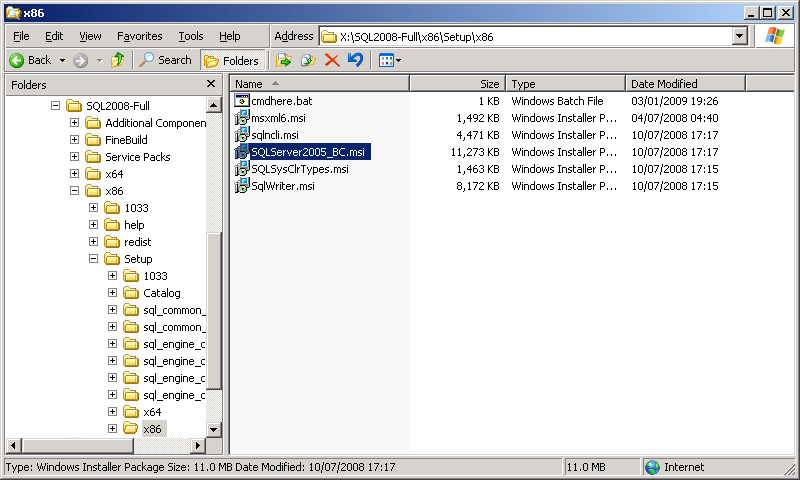 x86
File Edit View Favorites Tools Help Address X:\SQL2008-Full\x86\Setup\x86
Back Search Folders
Folders
Name Size Type Date Modified
SQL2008-Full
Additional Componen
FineBuild
Service Packs
x64
x86
1033
help
redist
Setup
1033
Catalog
sql_common_
sql_common_
sql_engine_c
sql_engine_c
sql_engine_c
x64
x86
cmdhere.bat 1 KB Windows Batch File 03/01/2009 19:26
msxml6.msi 1,492 KB Windows Installer P... 04/07/2008 04:40
sqlncli.msi 4,471 KB Windows Installer P... 10/07/2008 17:17
SQLServer2005_BC.msi 11,273 KB Windows Installer P... 10/07/2008 17:17
SQLSysClrTypes.msi 1,463 KB Windows Installer P... 10/07/2008 17:15
SqlWriter.msi 8,172 KB Windows Installer P... 10/07/2008 17:15
Type: Windows Installer Package Size: 11.0 MB Date Modified: 10/07/2008 17:17 11.0 MB Internet